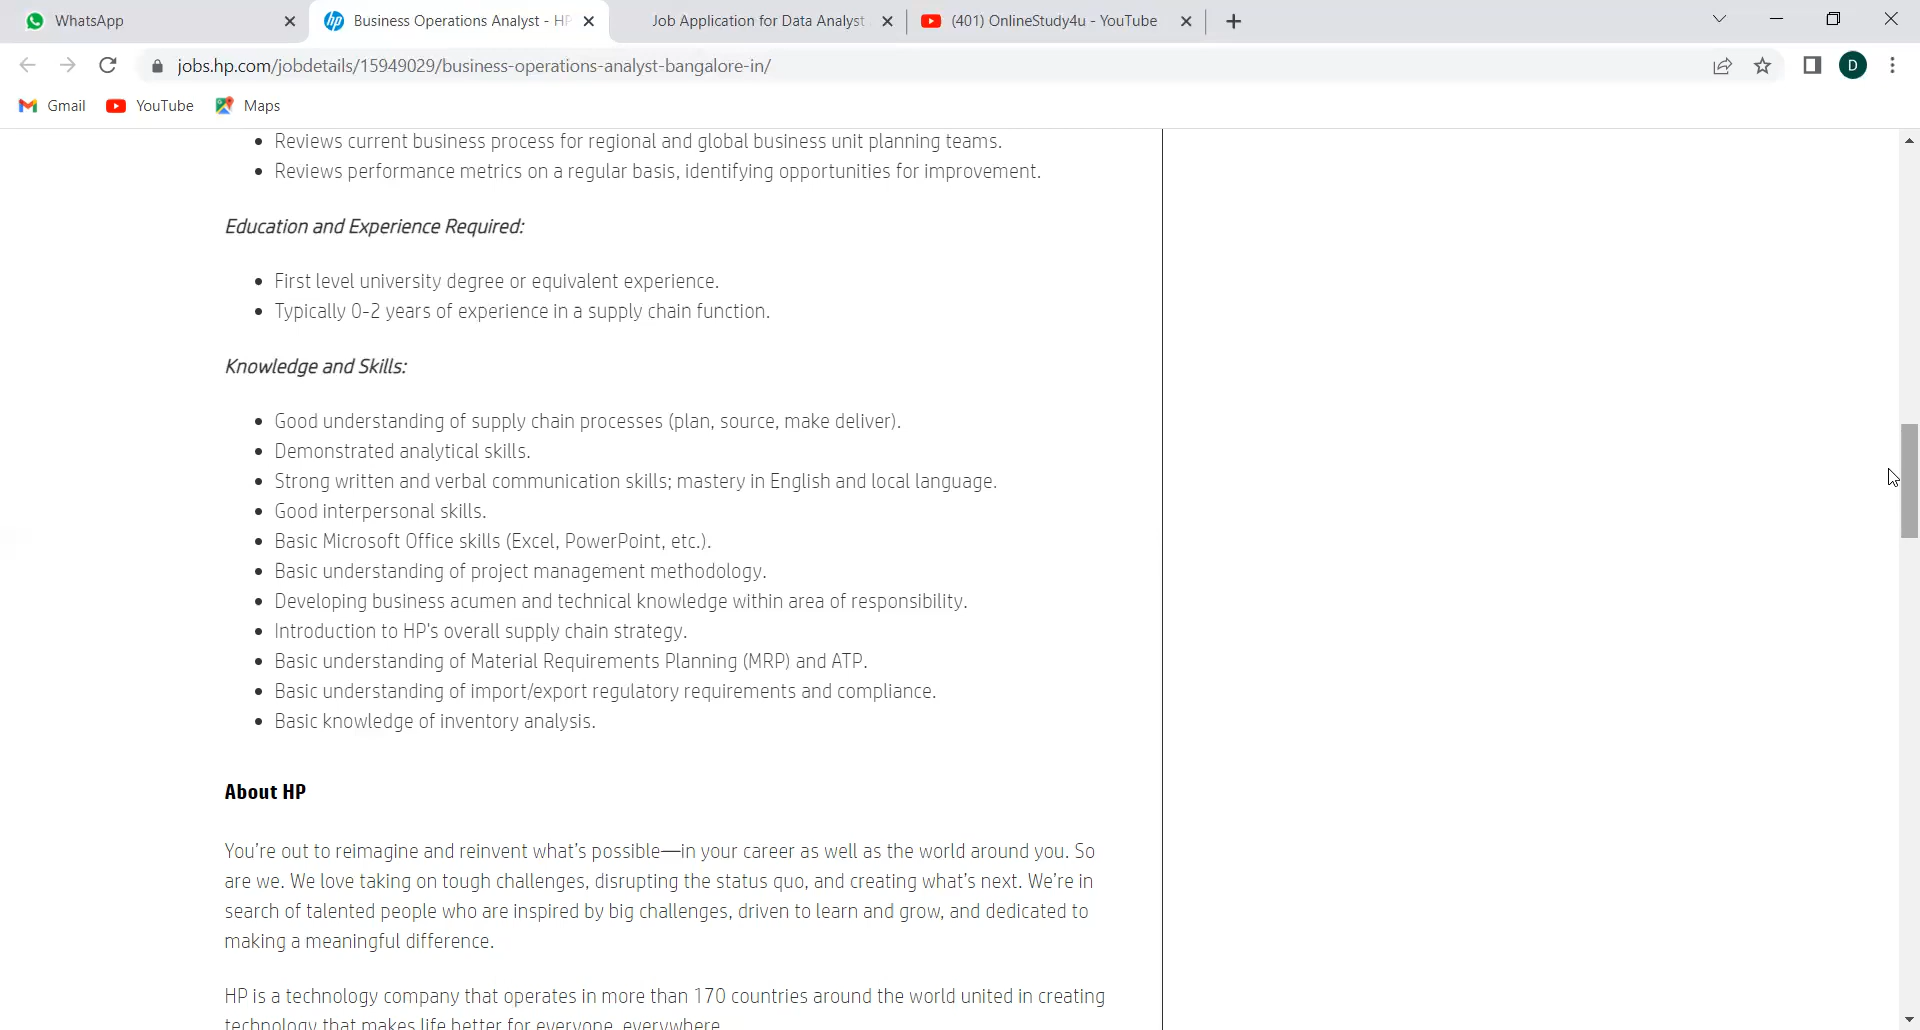 WhatsApp
hp Business Operations Analyst - HP
Job Application for Data Analyst
(401) OnlineStudy4u - YouTube
jobs.hp.com/jobdetails/15949029/business-operations-analyst-bangalore-in/
D
Gmail YouTube Maps
• Reviews current business process for regional and global business unit planning teams.
• Reviews performance metrics on a regular basis, identifying opportunities for improvement.
Education and Experience Required:
• First level university degree or equivalent experience.
• Typically 0-2 years of experience in a supply chain function.
Knowledge and Skills:
• Good understanding of supply chain processes (plan, source, make deliver).
• Demonstrated analytical skills.
• Strong written and verbal communication skills; mastery in English and local language.
• Good interpersonal skills.
• Basic Microsoft Office skills (Excel, PowerPoint, etc.).
• Basic understanding of project management methodology.
• Developing business acumen and technical knowledge within area of responsibility.
• Introduction to HP's overall supply chain strategy.
• Basic understanding of Material Requirements Planning (MRP) and ATP.
• Basic understanding of import/export regulatory requirements and compliance.
• Basic knowledge of inventory analysis.
About HP
You're out to reimagine and reinvent what's possible—in your career as well as the world around you. So
are we. We love taking on tough challenges, disrupting the status quo, and creating what's next. We're in
search of talented people who are inspired by big challenges, driven to learn and grow, and dedicated to
making a meaningful difference.
HP is a technology company that operates in more than 170 countries around the world united in creating
technology that makes life better for everyone, everywhere